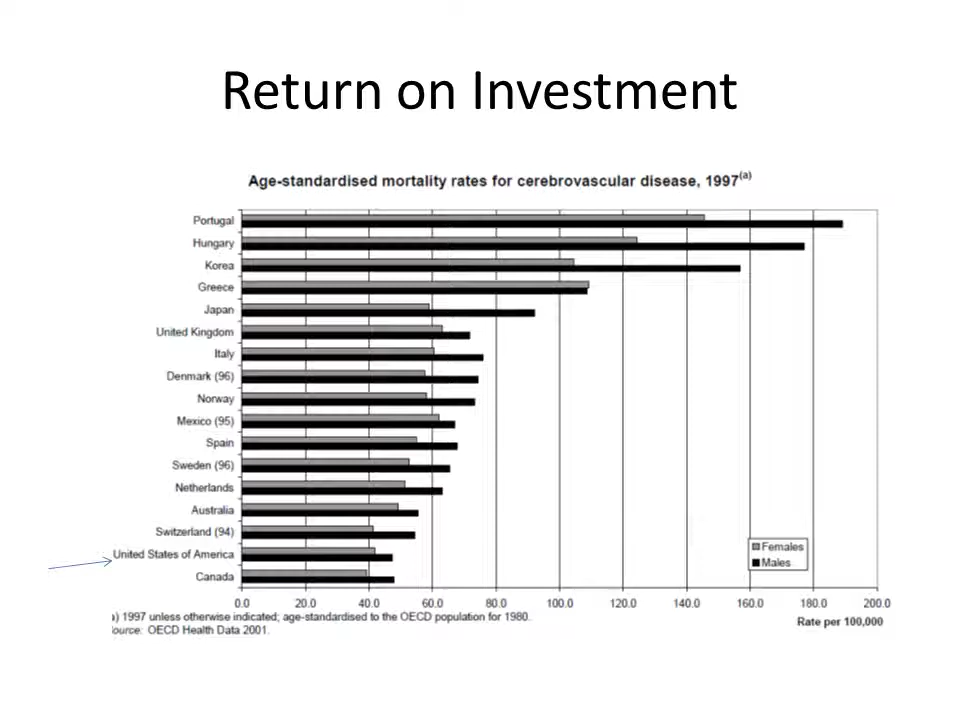 Return on Investment
Age-standardised mortality rates for cerebrovascular disease, 1997(a)
Portugal
Hungary
Korea
Greece
Japan
United Kingdom
Italy
Denmark (96)
Norway
Mexico (95)
Spain
Sweden (96)
Netherlands
Australia
Switzerland (94)
United States of America
Canada
Females
Males
0.0 20.0 40.0 60.0 80.0 100.0 120.0 140.0 160.0 180.0 200.0
a) 1997 unless otherwise indicated; age-standardised to the OECD population for 1980.
Rate per 100,000
ource: OECD Health Data 2001.